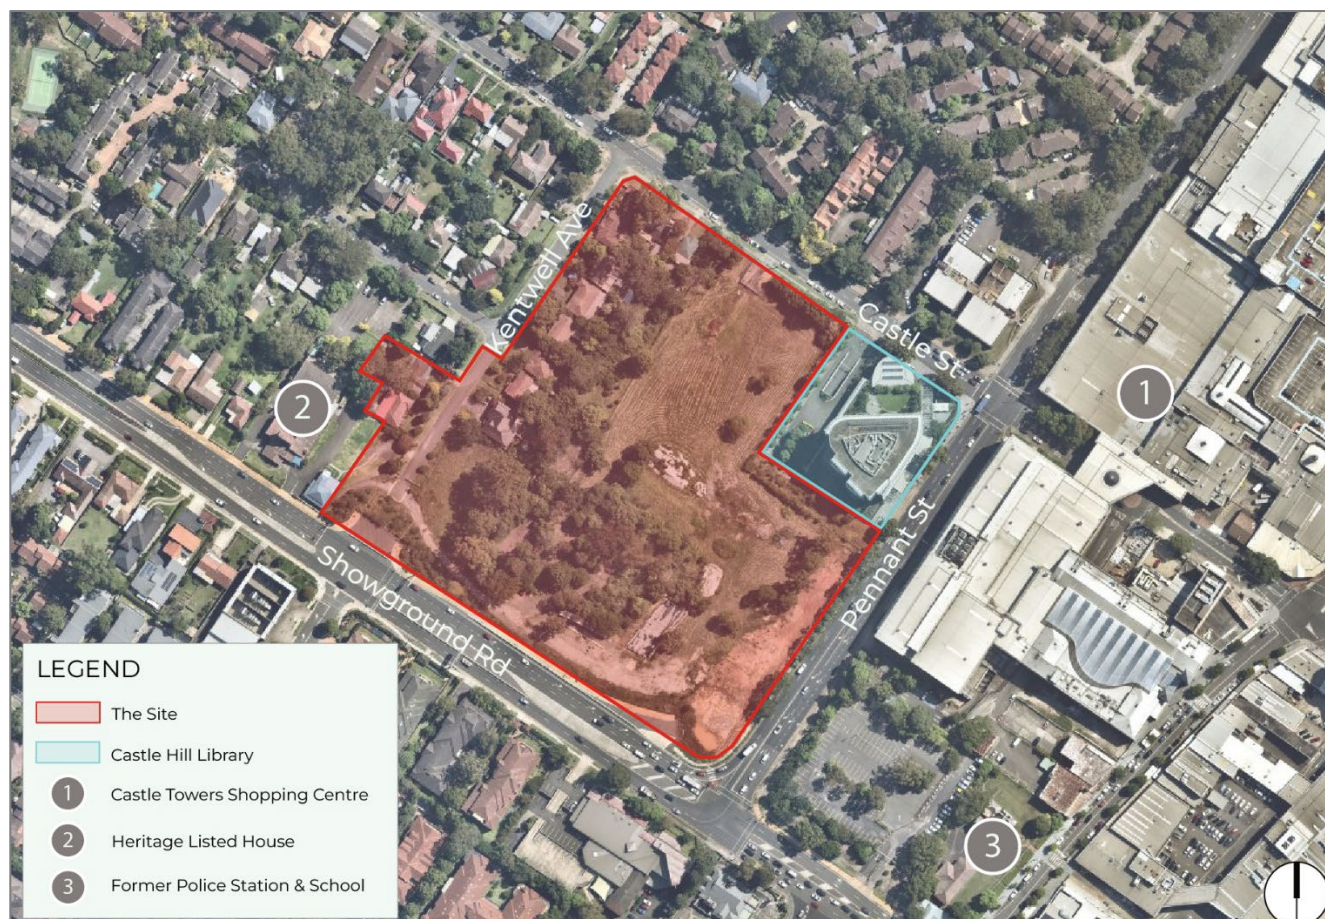 Kentwell Ave
Castle St
1
2
Pennant St
Showground Rd
3
LEGEND
The Site
Castle Hill Library
1 Castle Towers Shopping Centre
2 Heritage Listed House
3 Former Police Station & School